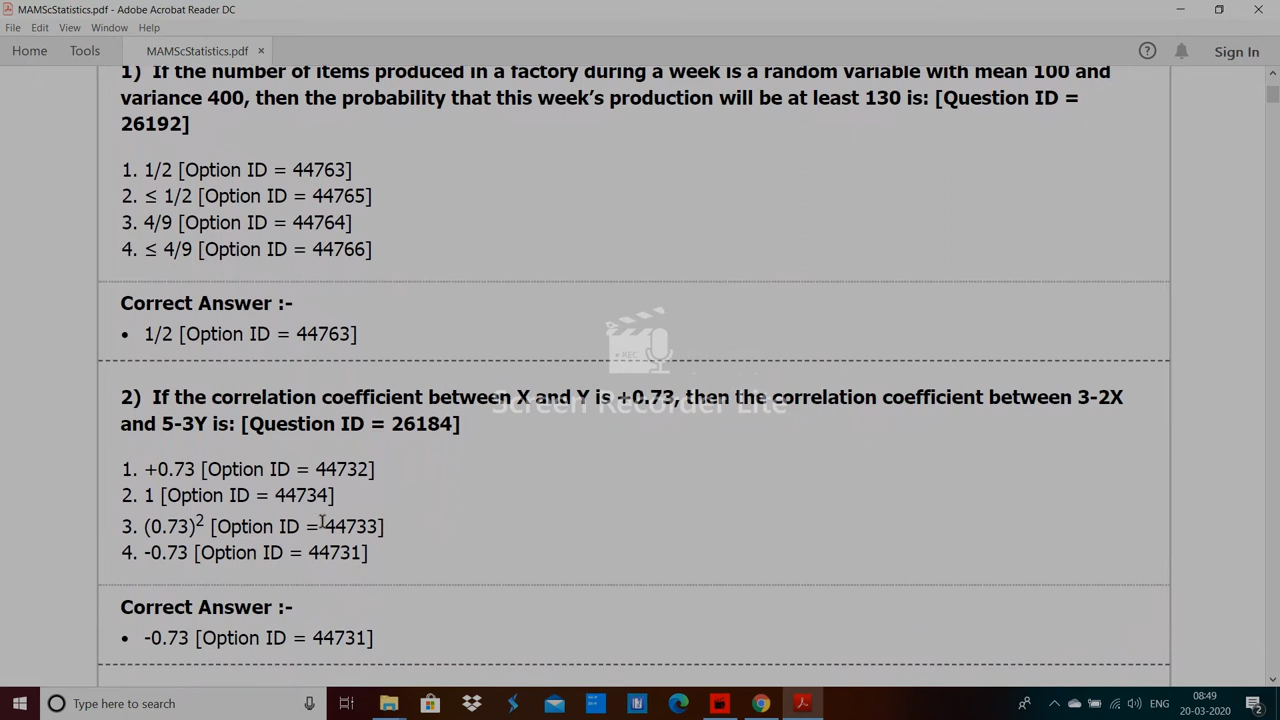 MAMScStatistics.pdf - Adobe Acrobat Reader DC
File Edit View Window Help
Home Tools MAMScStatistics.pdf × Sign In
1) If the number of items produced in a factory during a week is a random variable with mean 100 and
variance 400, then the probability that this week's production will be at least 130 is: [Question ID =
26192]
1. 1/2 [Option ID = 44763]
2. ≤ 1/2 [Option ID = 44765]
3. 4/9 [Option ID = 44764]
4. ≤ 4/9 [Option ID = 44766]
Correct Answer :-
• 1/2 [Option ID = 44763]
REC
Screen Recorder Lite
2) If the correlation coefficient between X and Y is +0.73, then the correlation coefficient between 3-2X
and 5-3Y is: [Question ID = 26184]
1. +0.73 [Option ID = 44732]
2. 1 [Option ID = 44734]
3. (0.73)² [Option ID = 44733]
4. -0.73 [Option ID = 44731]
Correct Answer :-
• -0.73 [Option ID = 44731]
Type here to search
ENG
08:49
20-03-2020
2